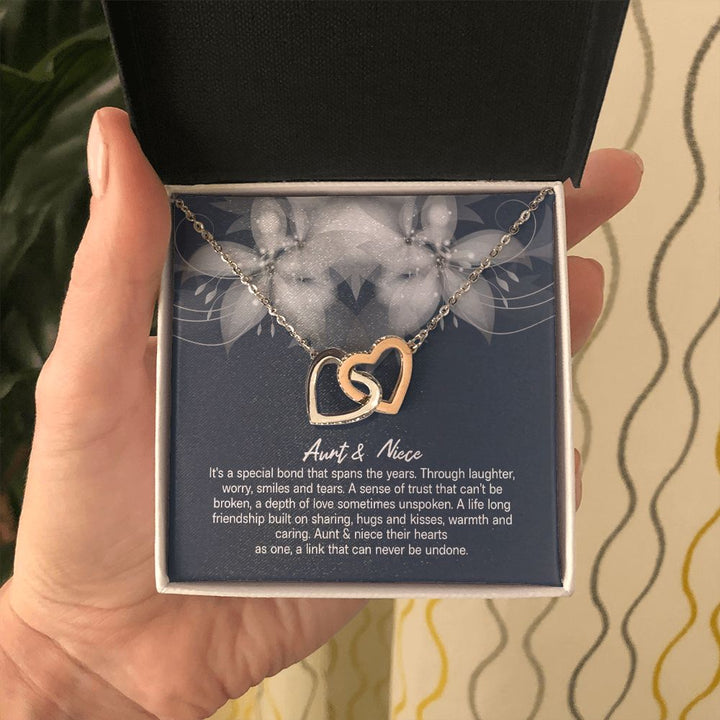 Aunt & Niece
It's a special bond that spans the years. Through laughter,
worry, smiles and tears. A sense of trust that can't be
broken, a depth of love sometimes unspoken. A life long
friendship built on sharing, hugs and kisses, warmth and
caring. Aunt & niece their hearts
as one, a link that can never be undone.